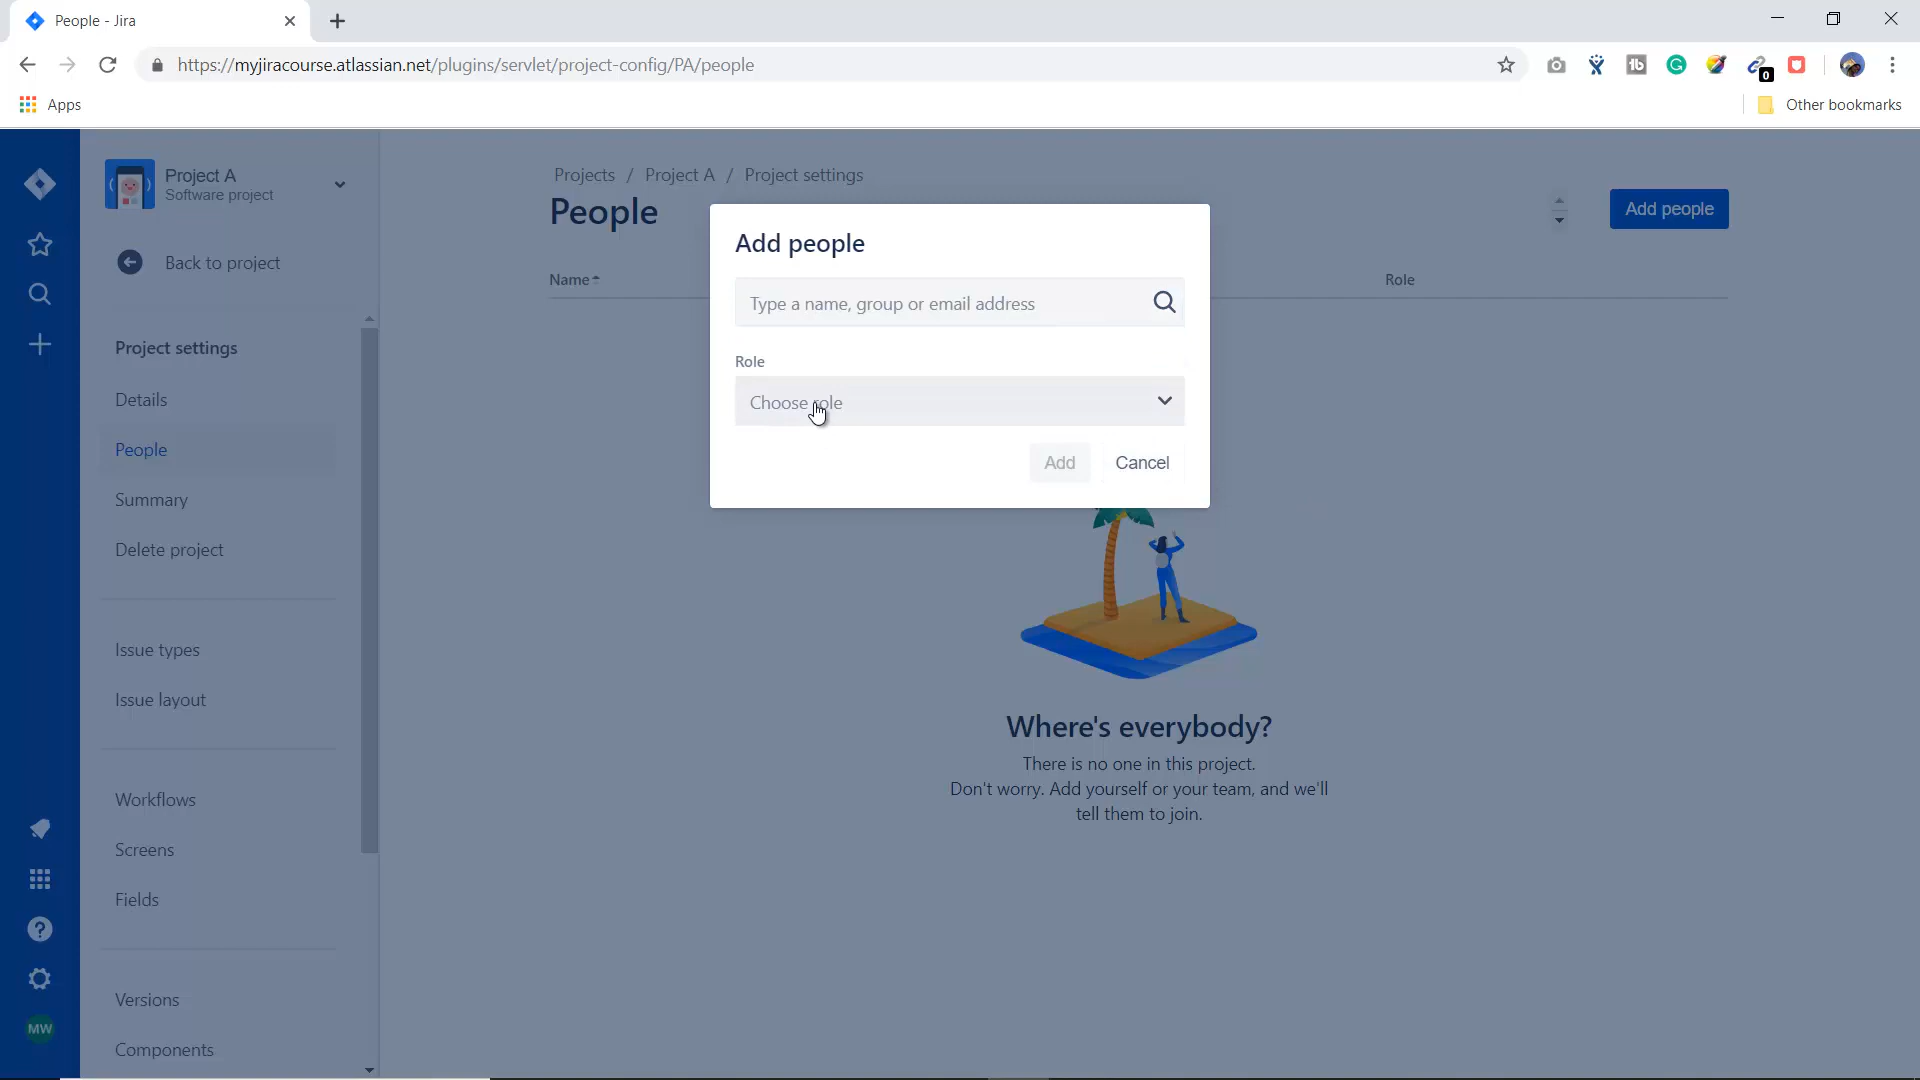 People - Jira
https://myjiracourse.atlassian.net/plugins/servlet/project-config/PA/people
0
Apps
Other bookmarks
Project A
Software project
Back to project
Project settings
Details
People
Summary
Delete project
Issue types
Issue layout
Workflows
Screens
Fields
Versions
Components
MW
Projects / Project A / Project settings
People
Add people
Name
Role
Add people
Type a name, group or email address
Role
Choose role
Add
Cancel
Where's everybody?
There is no one in this project.
Don't worry. Add yourself or your team, and we'll
tell them to join.